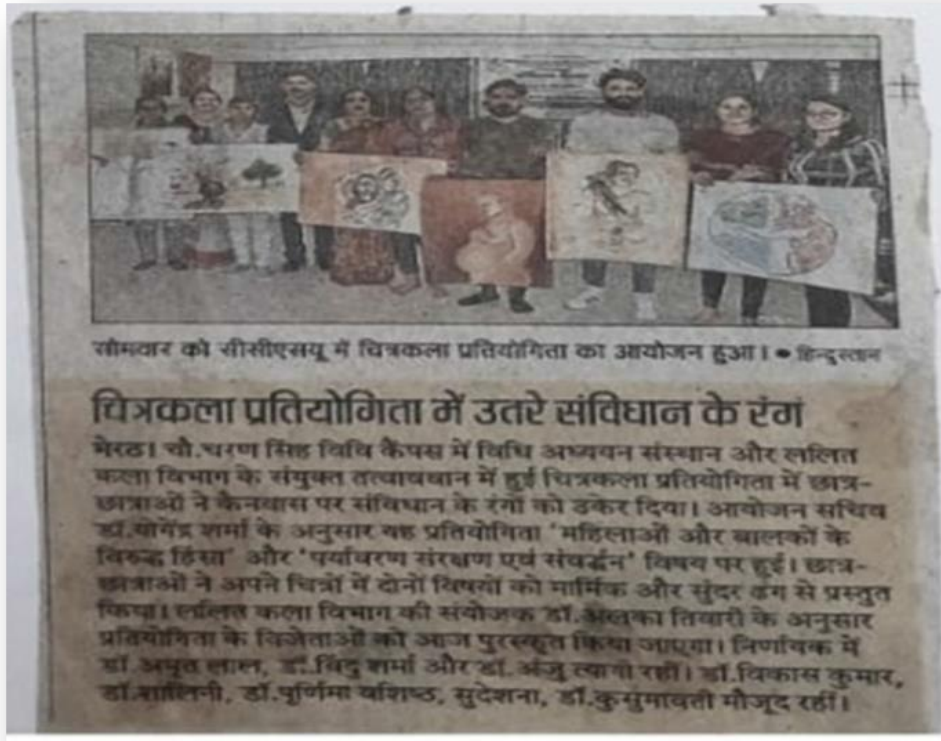 सोमवार को सीसीएसयू में चित्रकला प्रतियोगिता का आयोजन हुआ। ● हिन्दुस्तान
चित्रकला प्रतियोगिता में उतरे संविधान के रंग
मेरठ। चौ.चरण सिंह विवि कैंपस में विधि अध्ययन संस्थान और ललित
कला विभाग के संयुक्त तत्वावधान में हुई चित्रकला प्रतियोगिता में छात्र-
छात्राओं ने कैनवास पर संविधान के रंगों को उकेर दिया। आयोजन सचिव
डॉ.योगेंद्र शर्मा के अनुसार यह प्रतियोगिता 'महिलाओं और बालकों के
विरुद्ध हिंसा' और 'पर्यावरण संरक्षण एवं संवर्द्धन' विषय पर हुई। छात्र-
छात्राओं ने अपने चित्रों में दोनों विषयों को मार्मिक और सुंदर ढंग से प्रस्तुत
किया। ललित कला विभाग की संयोजक डॉ.अलका तिवारी के अनुसार
प्रतियोगिता के विजेताओं को आज पुरस्कृत किया जाएगा। निर्णायक में
डॉ.अमृत लाल, डॉ.बिंदु शर्मा और डॉ.अंजू त्यागी रहीं। डॉ.विकास कुमार,
डॉ.शालिनी, डॉ.पूर्णिमा वशिष्ठ, सुदेशना, डॉ.कुसुमावती मौजूद रहीं।